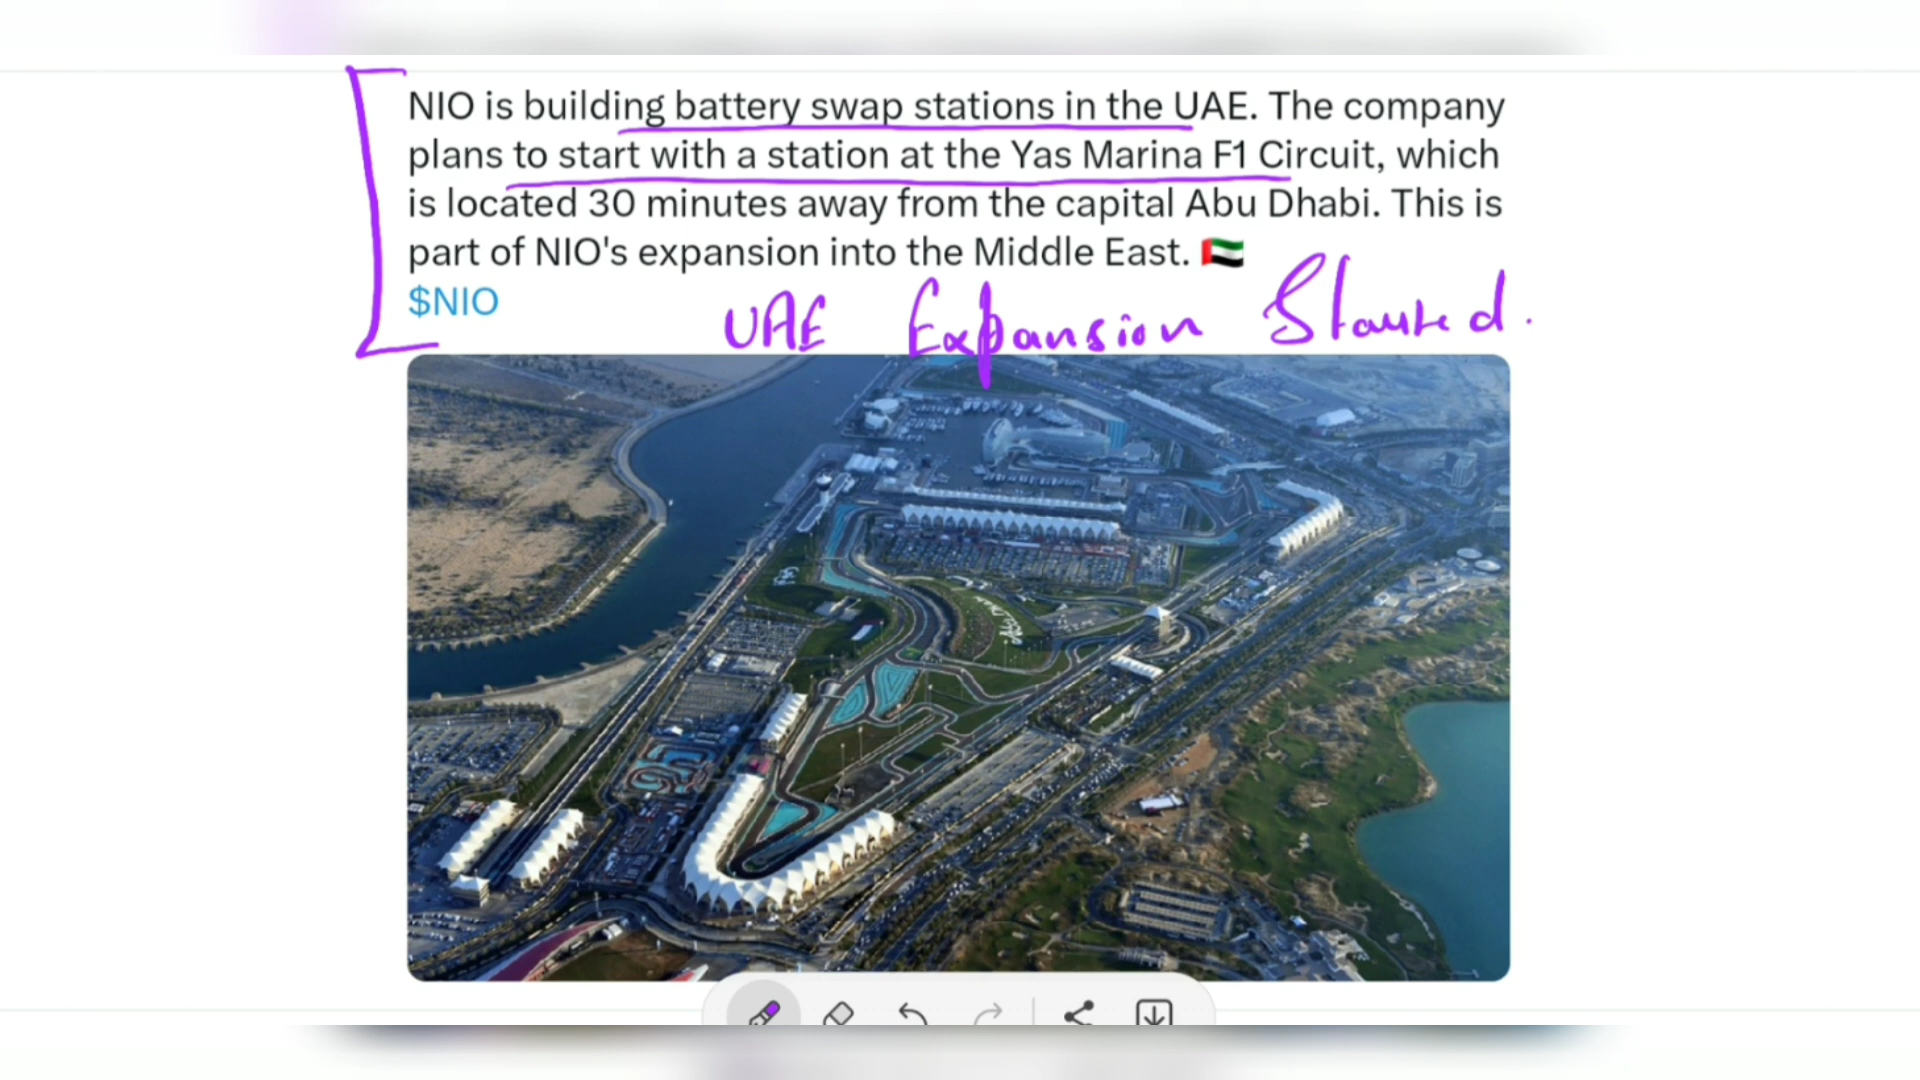 NIO is building battery swap stations in the UAE. The company
plans to start with a station at the Yas Marina F1 Circuit, which
is located 30 minutes away from the capital Abu Dhabi. This is
part of NIO's expansion into the Middle East. 🇦🇪
$NIO
UAE Expansion Started.
Abu Dhabi